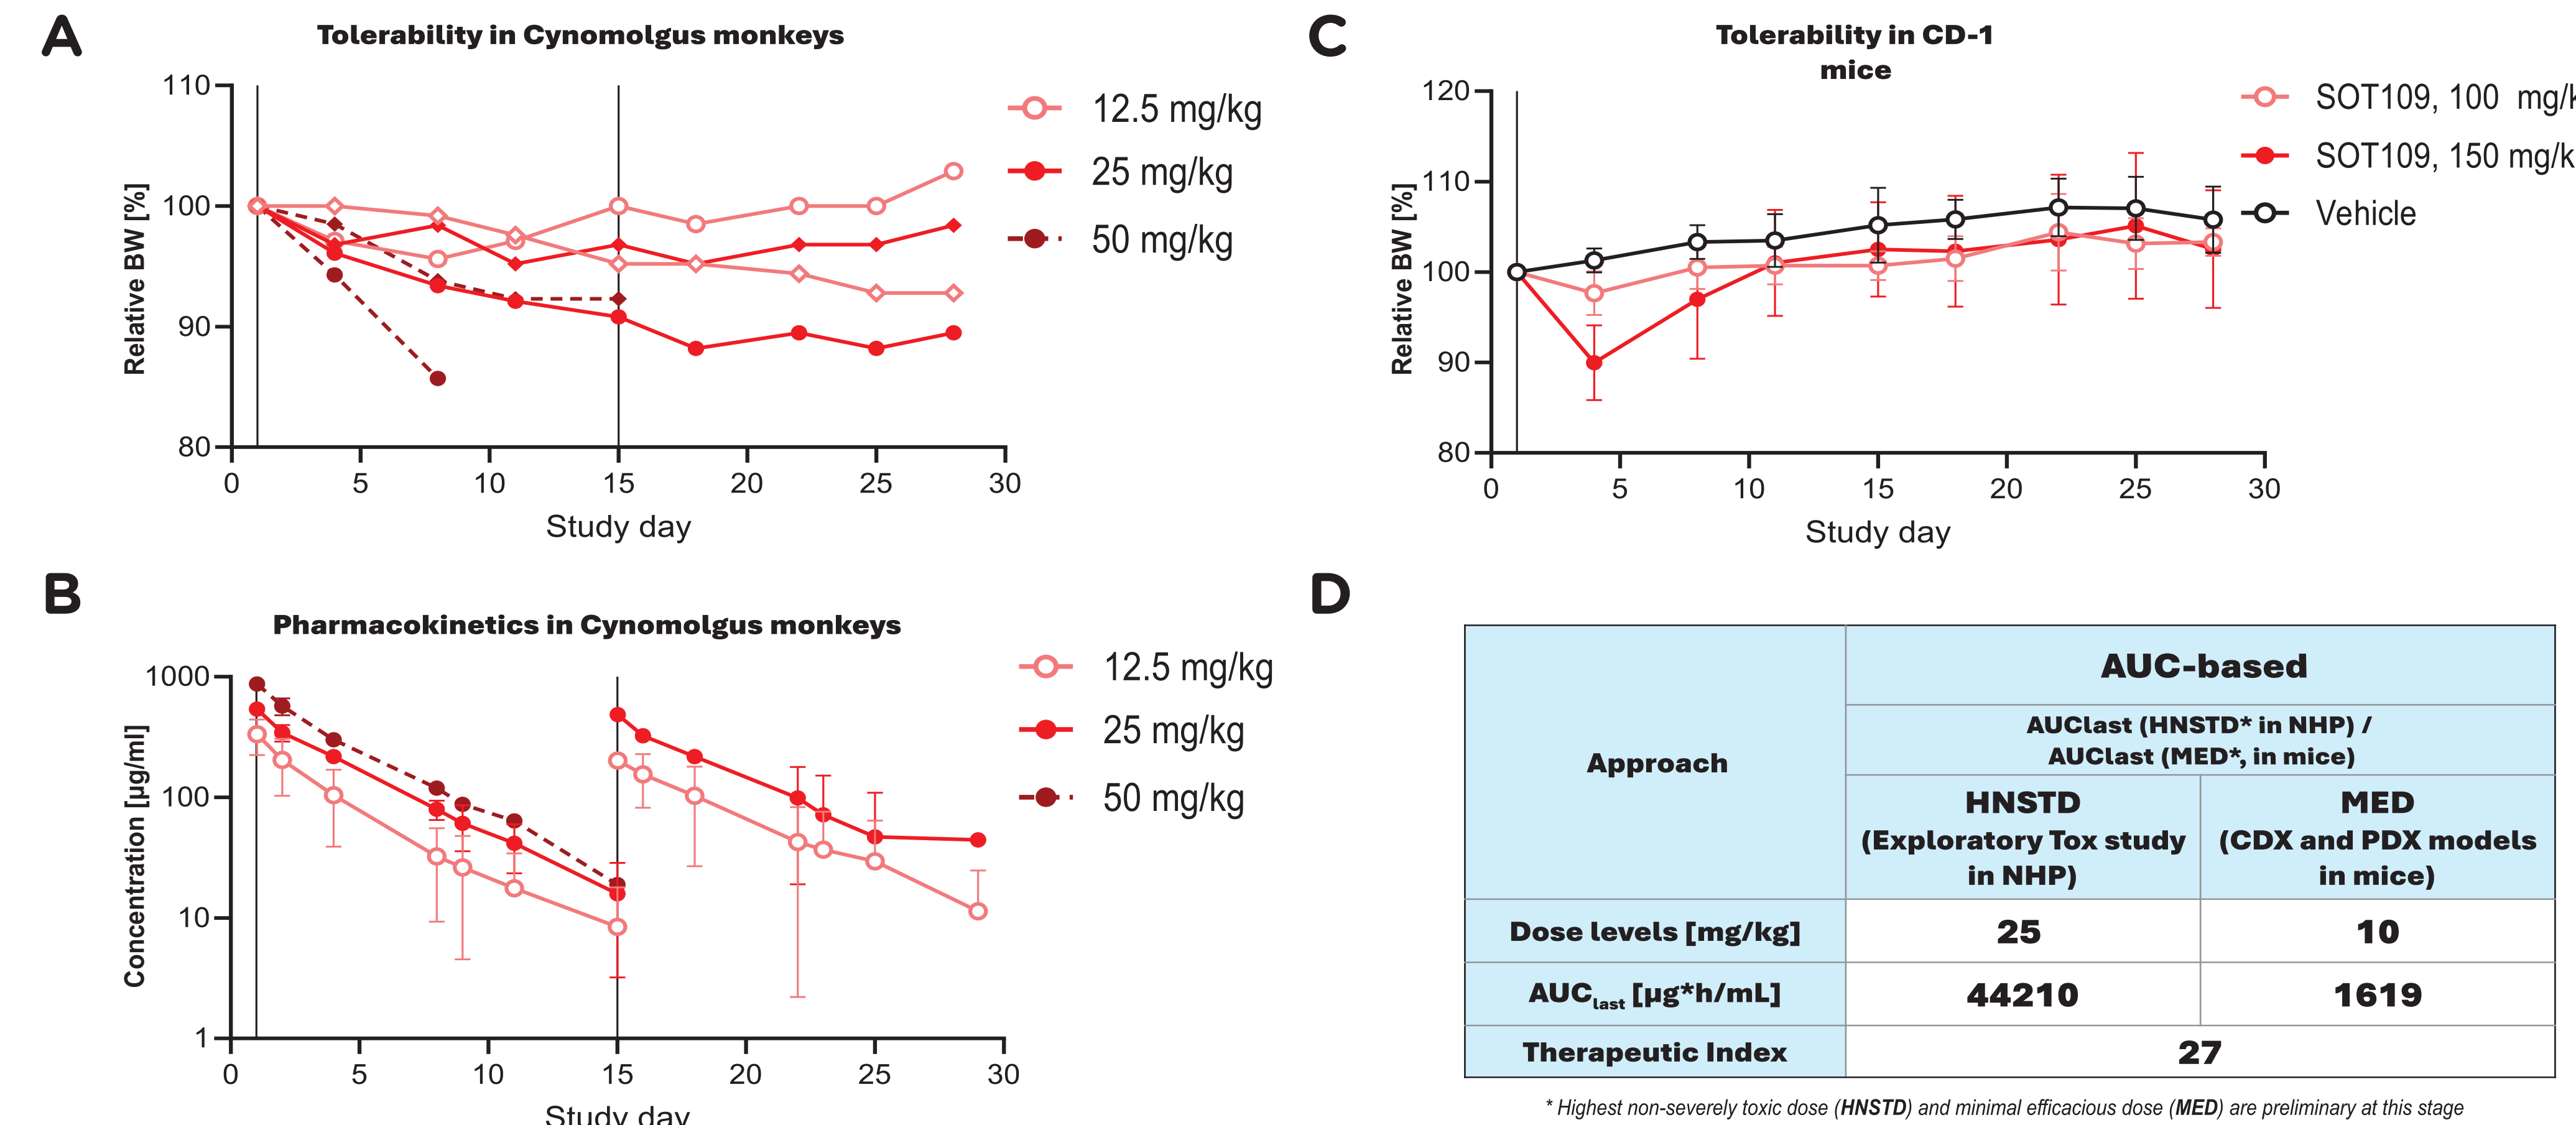 A
Tolerability in Cynomolgus monkeys
110
100
90
80
Relative BW [%]
0 5 10 15 20 25 30
Study day
12.5 mg/kg
25 mg/kg
50 mg/kg
B
Pharmacokinetics in Cynomolgus monkeys
1000
100
10
1
Concentration [µg/ml]
0 5 10 15 20 25 30
Study day
12.5 mg/kg
25 mg/kg
50 mg/kg
C
Tolerability in CD-1
mice
120
110
100
90
80
Relative BW [%]
0 5 10 15 20 25 30
Study day
SOT109, 100 mg/k
SOT109, 150 mg/k
Vehicle
D
Approach
AUC-based
AUClast (HNSTD* in NHP) /
AUClast (MED*, in mice)
HNSTD
(Exploratory Tox study
in NHP)
MED
(CDX and PDX models
in mice)
Dose levels [mg/kg] 25 10
AUClast [µg*h/mL] 44210 1619
Therapeutic Index 27
* Highest non-severely toxic dose (HNSTD) and minimal efficacious dose (MED) are preliminary at this stage